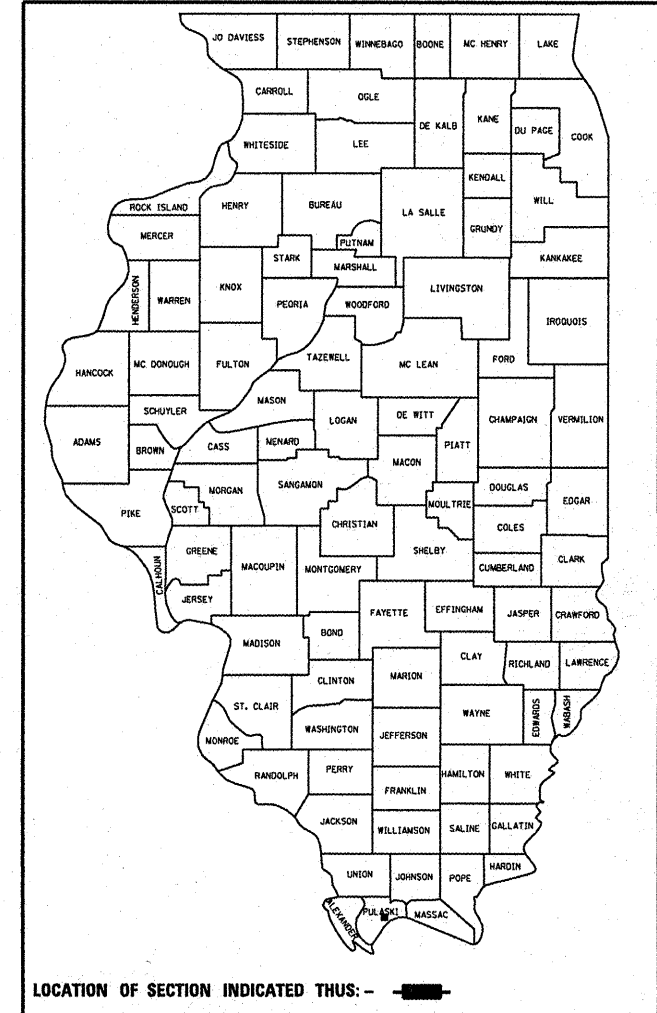 JO DAVIESS STEPHENSON WINNEBAGO BOONE MC HENRY LAKE
CARROLL OGLE DE KALB KANE DU PAGE COOK
WHITESIDE LEE
KENDALL WILL
ROCK ISLAND HENRY BUREAU LA SALLE GRUNDY
MERCER PUTNAM
STARK MARSHALL KANKAKEE
HENDERSON WARREN KNOX PEORIA WOODFORD LIVINGSTON IROQUOIS
HANCOCK MC DONOUGH FULTON TAZEWELL MC LEAN FORD
MASON
SCHUYLER LOGAN DE WITT CHAMPAIGN VERMILION
ADAMS BROWN CASS MENARD PIATT
MACON
PIKE SCOTT MORGAN SANGAMON MOULTRIE DOUGLAS EDGAR
CHRISTIAN COLES
CALHOUN GREENE MACOUPIN MONTGOMERY SHELBY CUMBERLAND CLARK
JERSEY FAYETTE EFFINGHAM JASPER CRAWFORD
MADISON BOND
CLAY RICHLAND LAWRENCE
CLINTON MARION
ST. CLAIR WAYNE EDWARDS WABASH
MONROE WASHINGTON JEFFERSON
RANDOLPH PERRY HAMILTON WHITE
FRANKLIN
JACKSON WILLIAMSON SALINE GALLATIN
UNION JOHNSON POPE HARDIN
ALEXANDER PULASKI MASSAC
LOCATION OF SECTION INDICATED THUS: -